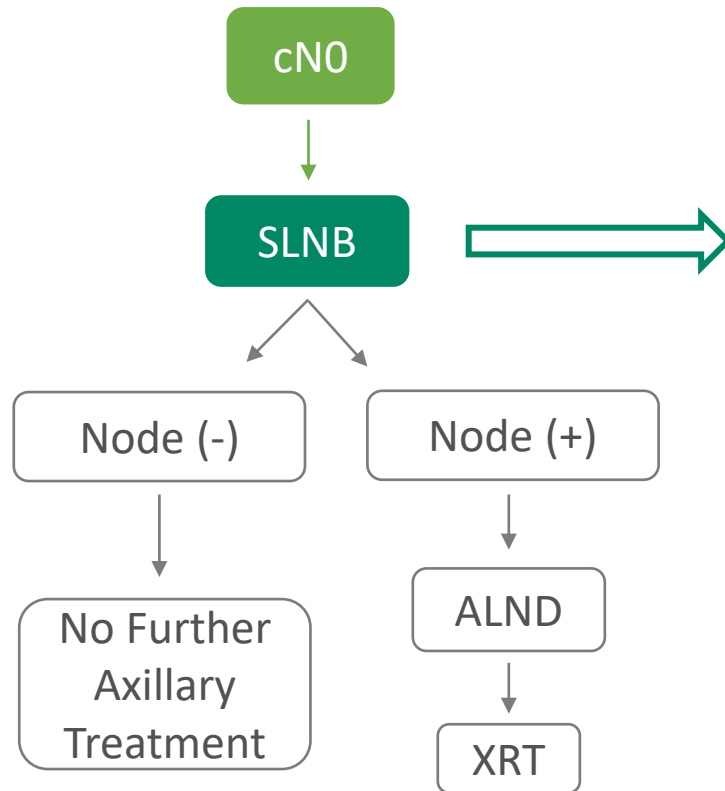 cN0
SLNB
Node (-)
Node (+)
No Further
Axillary
Treatment
ALND
XRT